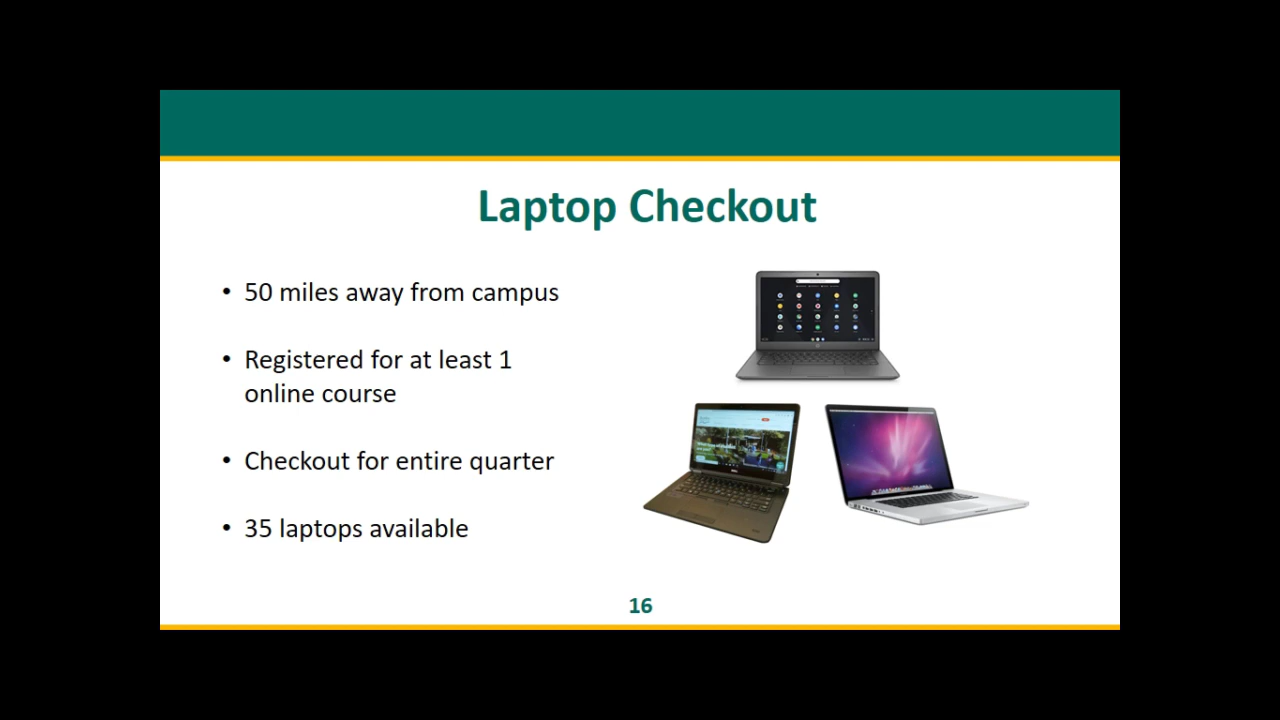 Laptop Checkout
• 50 miles away from campus
• Registered for at least 1
online course
• Checkout for entire quarter
• 35 laptops available
16